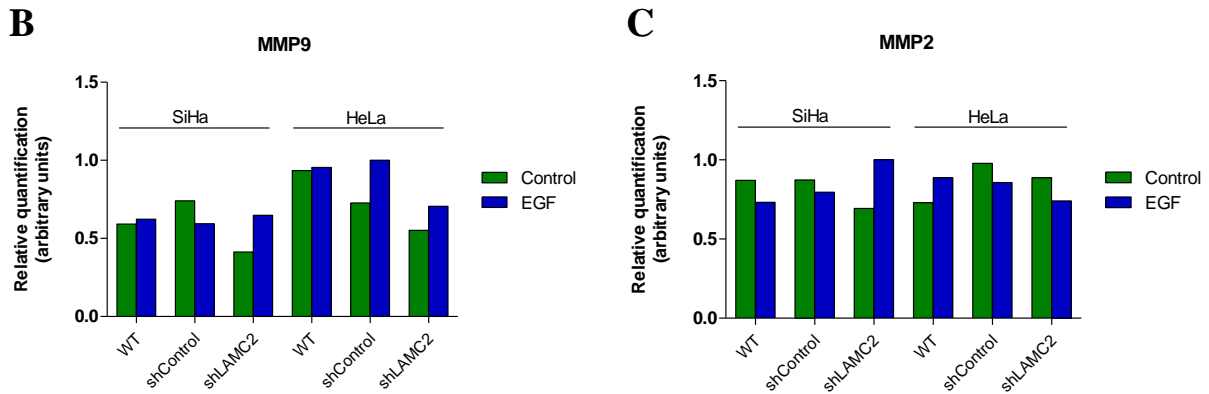 B
MMP9
Relative quantification
(arbitrary units)
1.5
1.0
0.5
0.0
SiHa
HeLa
WT
shControl
shLAMC2
WT
shControl
shLAMC2
Control
EGF
C
MMP2
Relative quantification
(arbitrary units)
1.5
1.0
0.5
0.0
SiHa
HeLa
WT
shControl
shLAMC2
WT
shControl
shLAMC2
Control
EGF